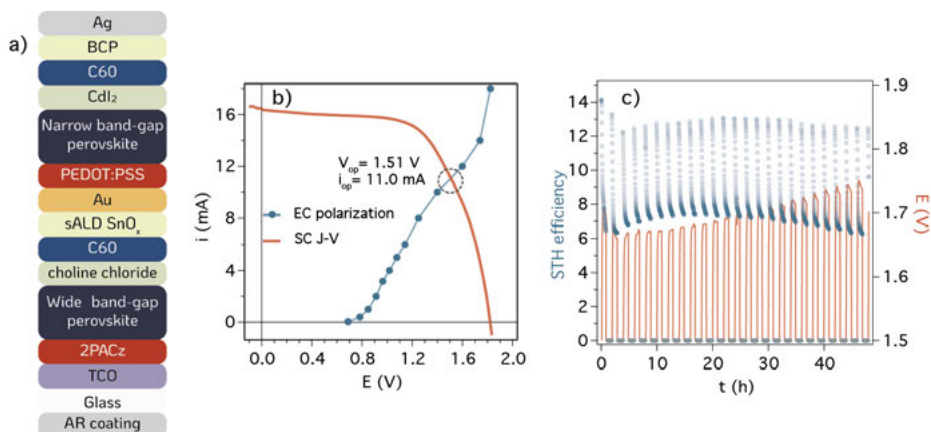 a)
Ag
BCP
C60
CdI₂
Narrow band-gap
perovskite
PEDOT:PSS
Au
sALD SnOₓ
C60
choline chloride
Wide band-gap
perovskite
2PACz
TCO
Glass
AR coating
b)
16
12
8
4
0
i (mA)
Vop= 1.51 V
iop= 11.0 mA
EC polarization
SC J-V
0.0 0.4 0.8 1.2 1.6 2.0
E (V)
c)
14
12
10
8
6
4
2
0
STH efficiency
1.9
1.8
1.7
1.6
1.5
E (V)
0 10 20 30 40
t (h)